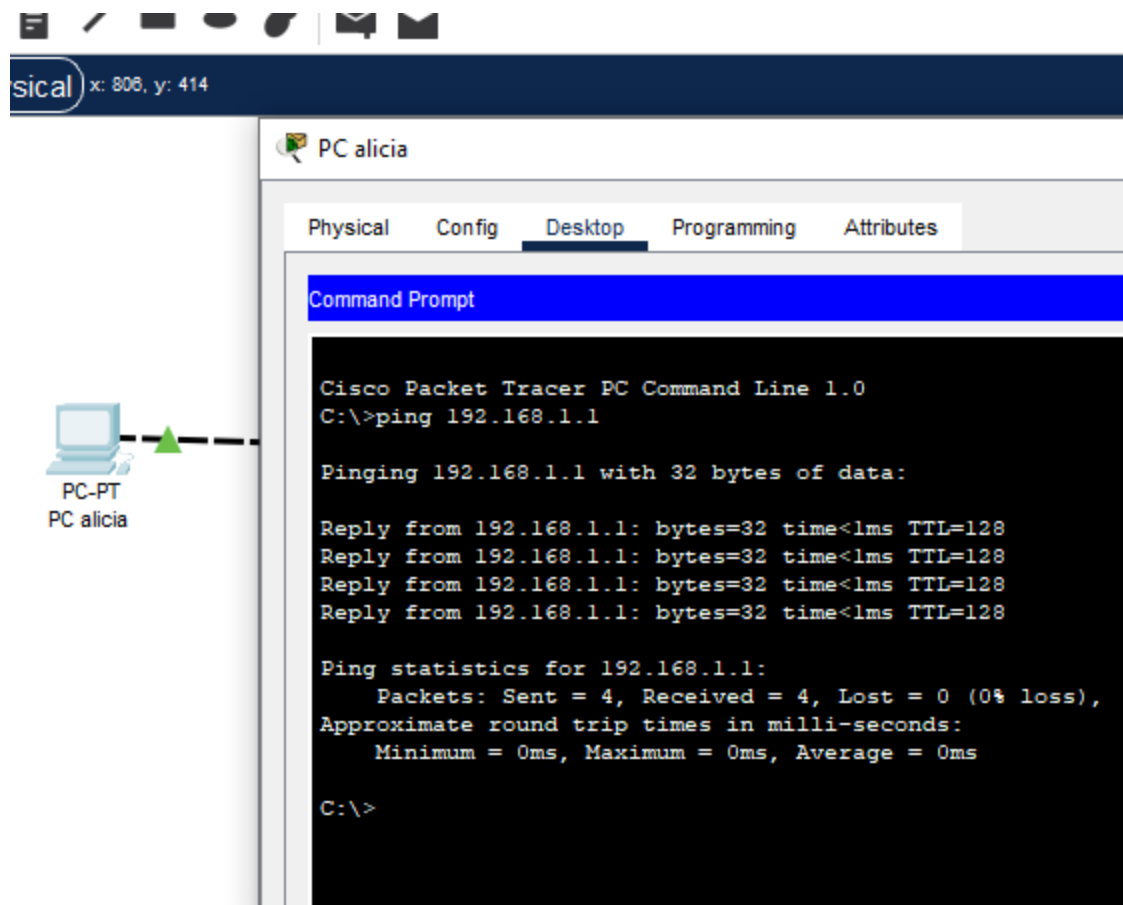 sical x: 806, y: 414
PC alicia
Physical Config Desktop Programming Attributes
Command Prompt
Cisco Packet Tracer PC Command Line 1.0
C:\>ping 192.168.1.1
Pinging 192.168.1.1 with 32 bytes of data:
Reply from 192.168.1.1: bytes=32 time<1ms TTL=128
Reply from 192.168.1.1: bytes=32 time<1ms TTL=128
Reply from 192.168.1.1: bytes=32 time<1ms TTL=128
Reply from 192.168.1.1: bytes=32 time<1ms TTL=128
Ping statistics for 192.168.1.1:
Packets: Sent = 4, Received = 4, Lost = 0 (0% loss),
Approximate round trip times in milli-seconds:
Minimum = 0ms, Maximum = 0ms, Average = 0ms
C:\>
PC-PT
PC alicia